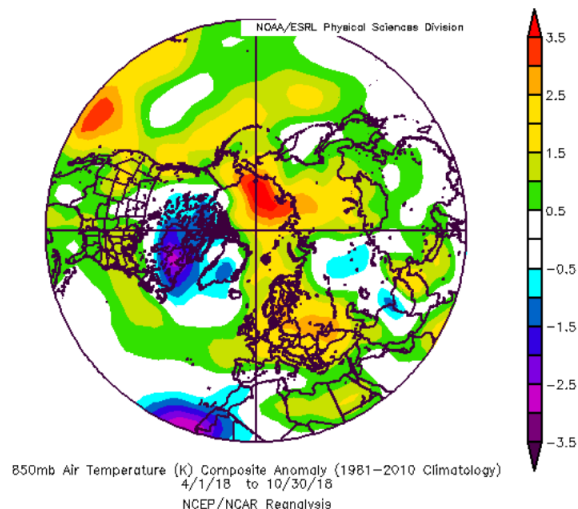 NOAA/ESRL Physical Sciences Division
3.5
2.5
1.5
0.5
-0.5
-1.5
-2.5
-3.5
850mb Air Temperature (K) Composite Anomaly (1981-2010 Climatology)
4/1/18 to 10/30/18
NCEP/NCAR Reanalysis